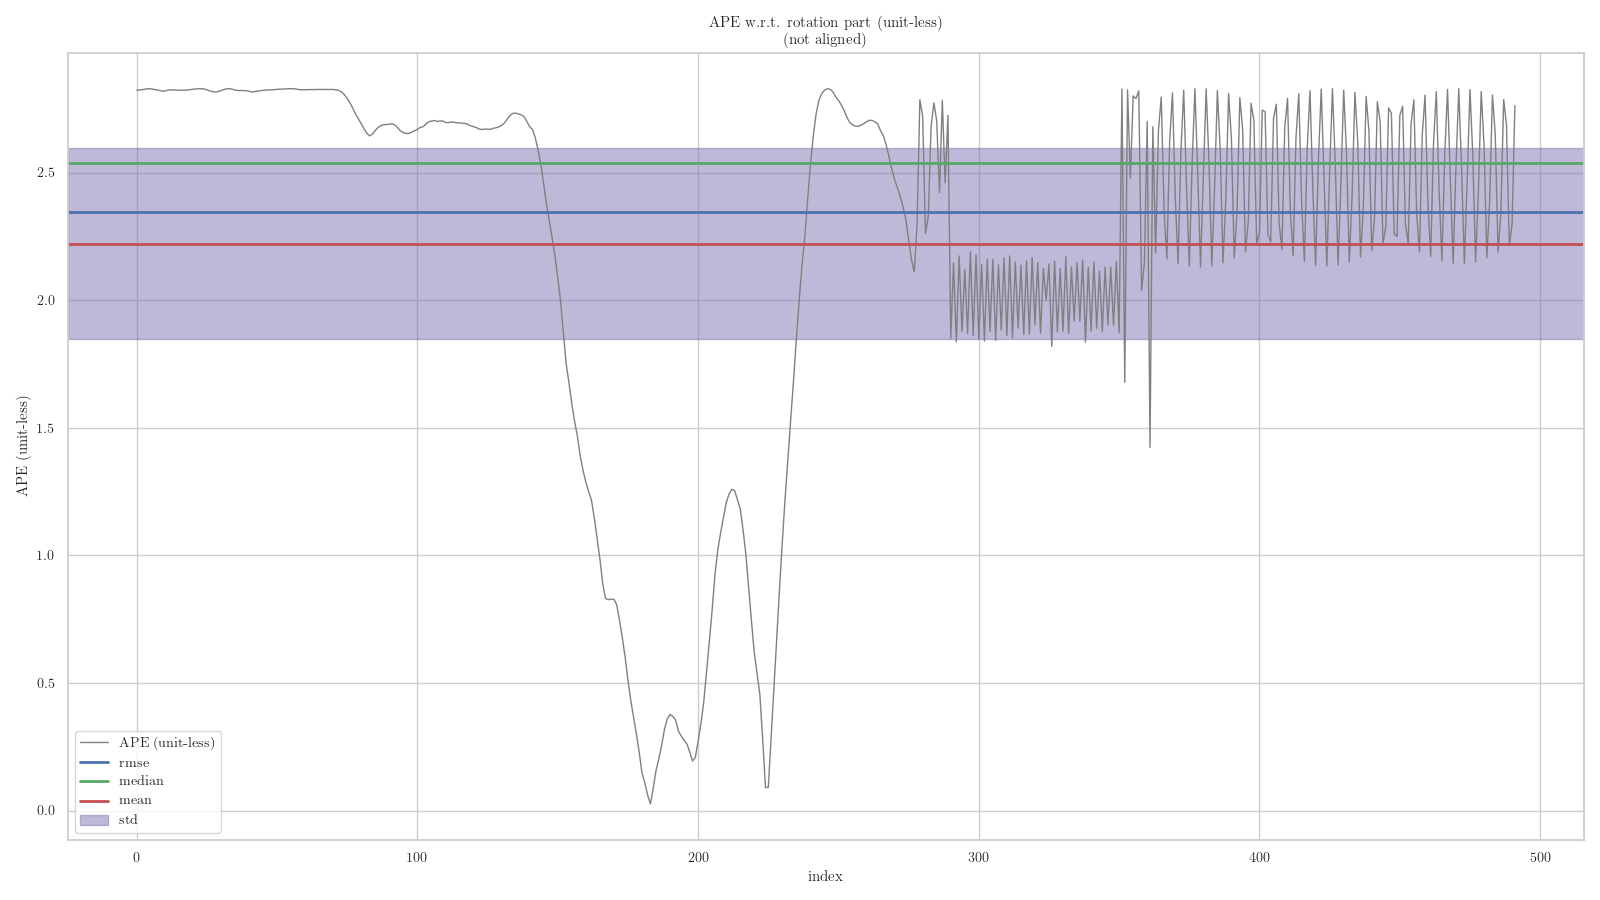 APE w.r.t. rotation part (unit-less)
(not aligned)
APE (unit-less)
2.5
2.0
1.5
1.0
0.5
0.0
APE (unit-less)
rmse
median
mean
std
0 100 200 300 400 500
index